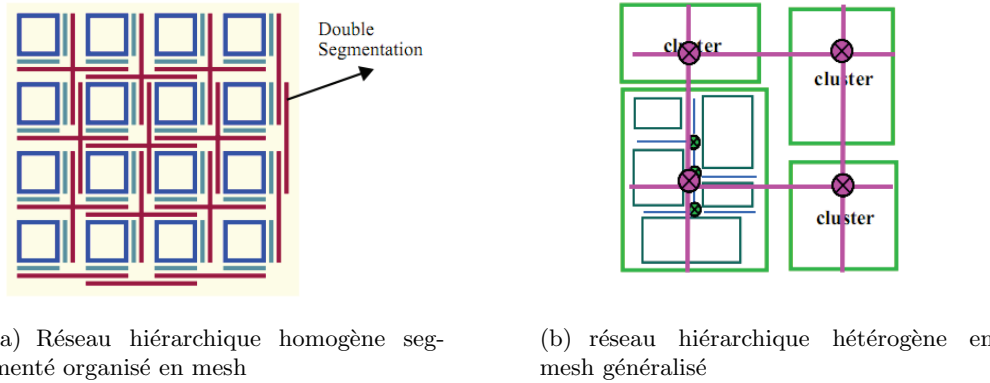 Double
Segmentation
cluster
cluster
cluster
a) Réseau hiérarchique homogène seg-
menté organisé en mesh
(b) réseau hiérarchique hétérogène en
mesh généralisé